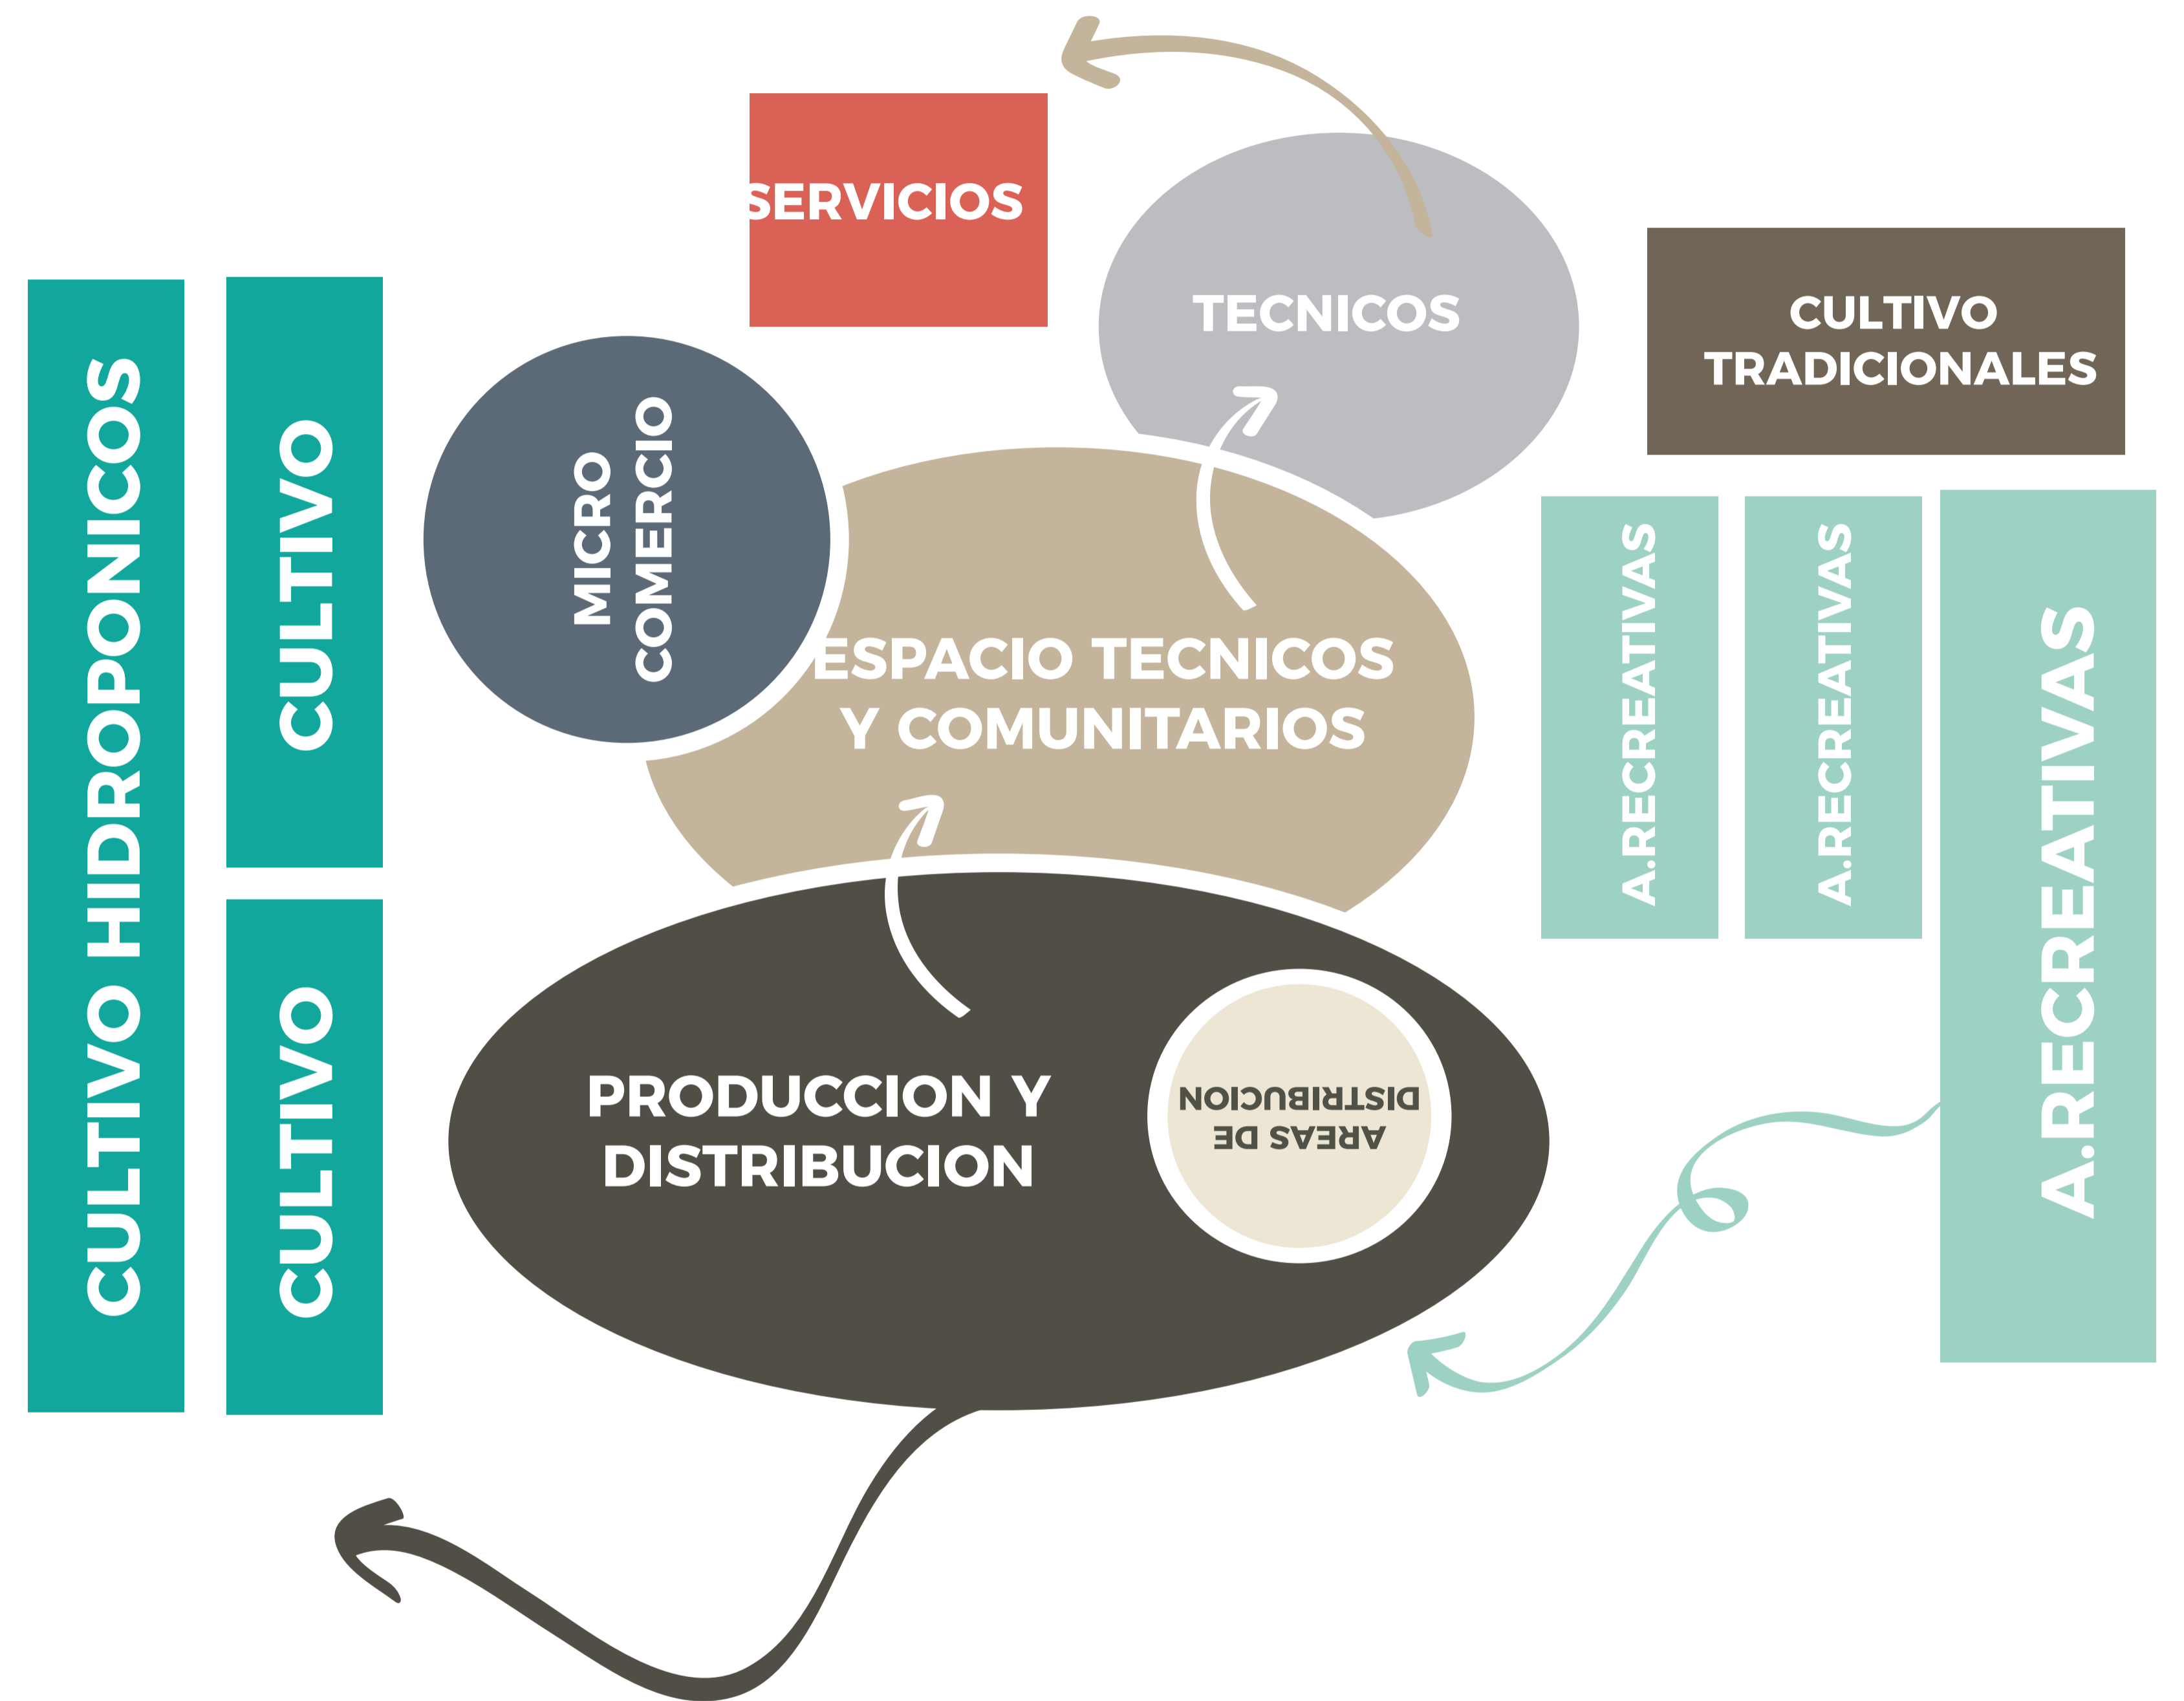 SERVICIOS
TECNICOS
CULTIVO
TRADICIONALES
CULTIVO HIDROPONICOS
CULTIVO
CULTIVO
MICRO
COMERCIO
ESPACIO TECNICOS
Y COMUNITARIOS
A.RECREATIVAS
A.RECREATIVAS
A.RECREATIVAS
PRODUCCION Y
DISTRIBUCION
AREAS DE
DISTRIBUCION